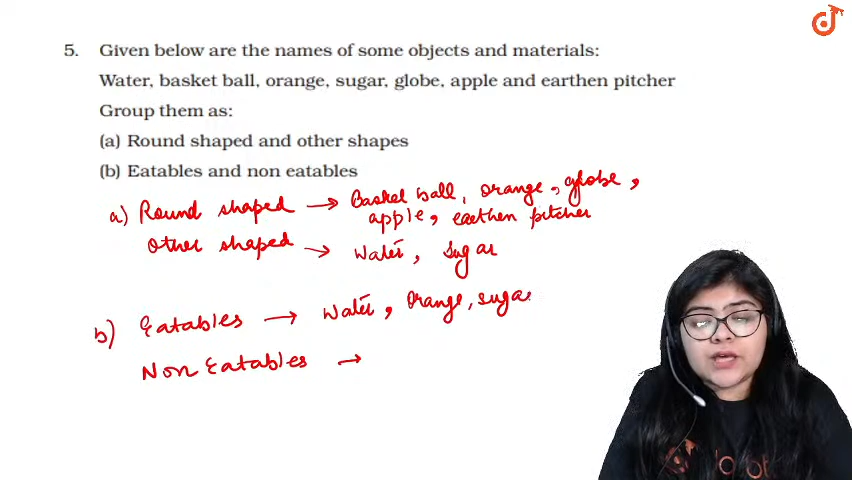 5. Given below are the names of some objects and materials:
Water, basket ball, orange, sugar, globe, apple and earthen pitcher
Group them as:
(a) Round shaped and other shapes
(b) Eatables and non eatables
a) Round shaped → Basket ball, orange, globe,
apple, earthen pitcher
Other shaped → Water, Sugar
b) Eatables → Water, Orange, sugar
Non Eatables →